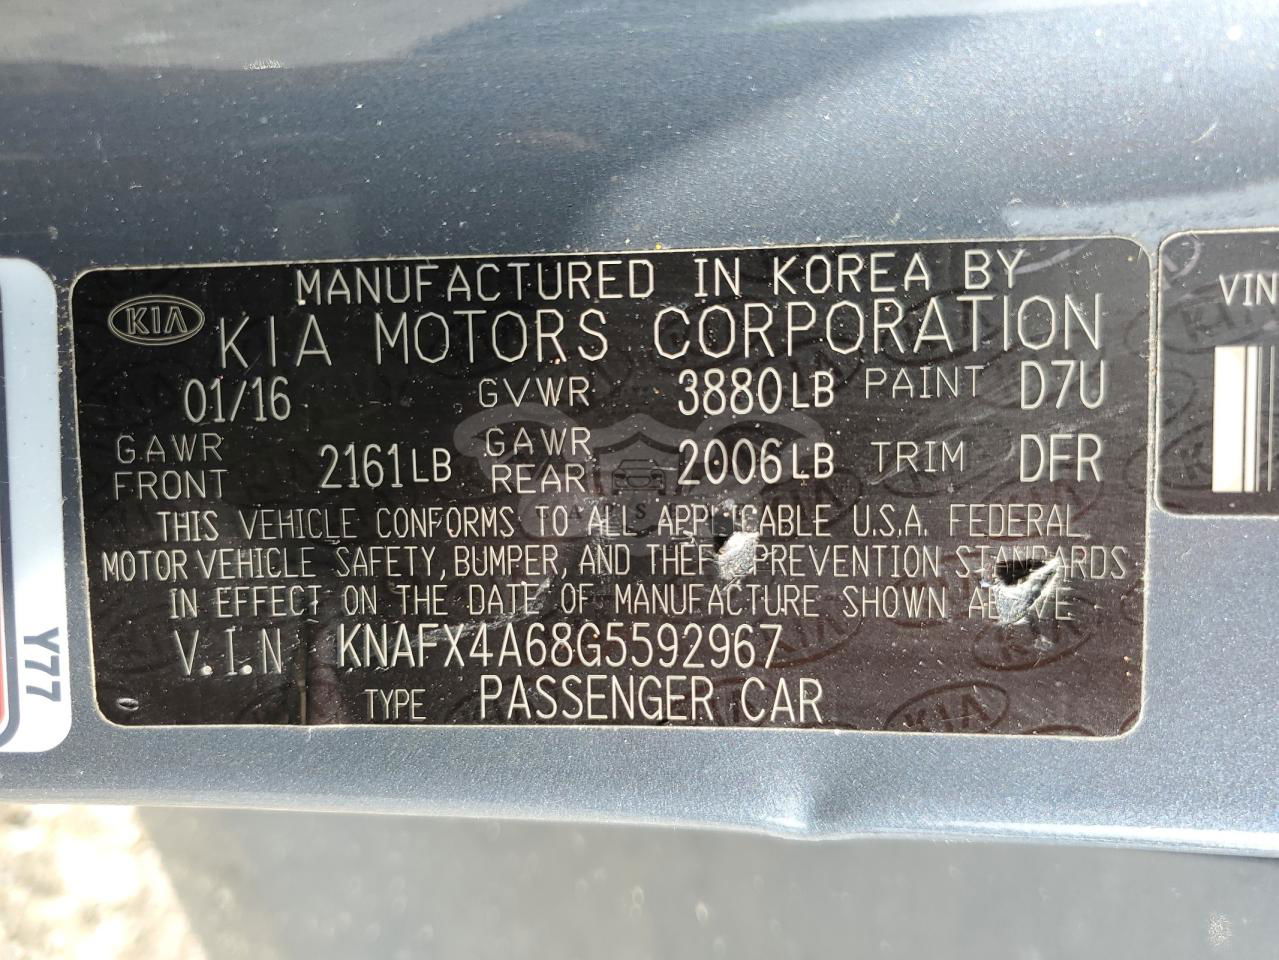 MANUFACTURED IN KOREA BY
KIA KIA MOTORS CORPORATION
01/16 GVWR 3880LB PAINT D7U
GAWR FRONT 2161LB GAWR REAR 2006LB TRIM DFR
THIS VEHICLE CONFORMS TO ALL APPLICABLE U.S.A. FEDERAL
MOTOR VEHICLE SAFETY, BUMPER, AND PREVENTION STANDARDS
IN EFFECT ON THE DATE OF MANUFACTURE SHOWN
V.I.N KNAFX4A68G5592967
TYPE PASSENGER CAR
Y77
VIN